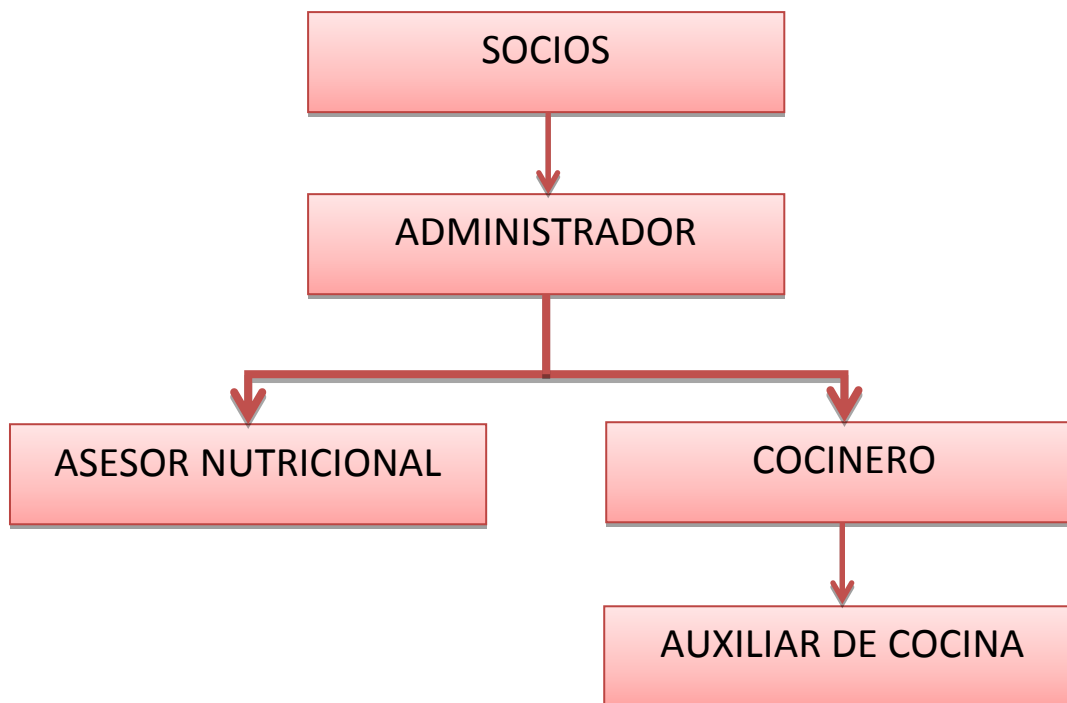 SOCIOS
ADMINISTRADOR
ASESOR NUTRICIONAL
COCINERO
AUXILIAR DE COCINA